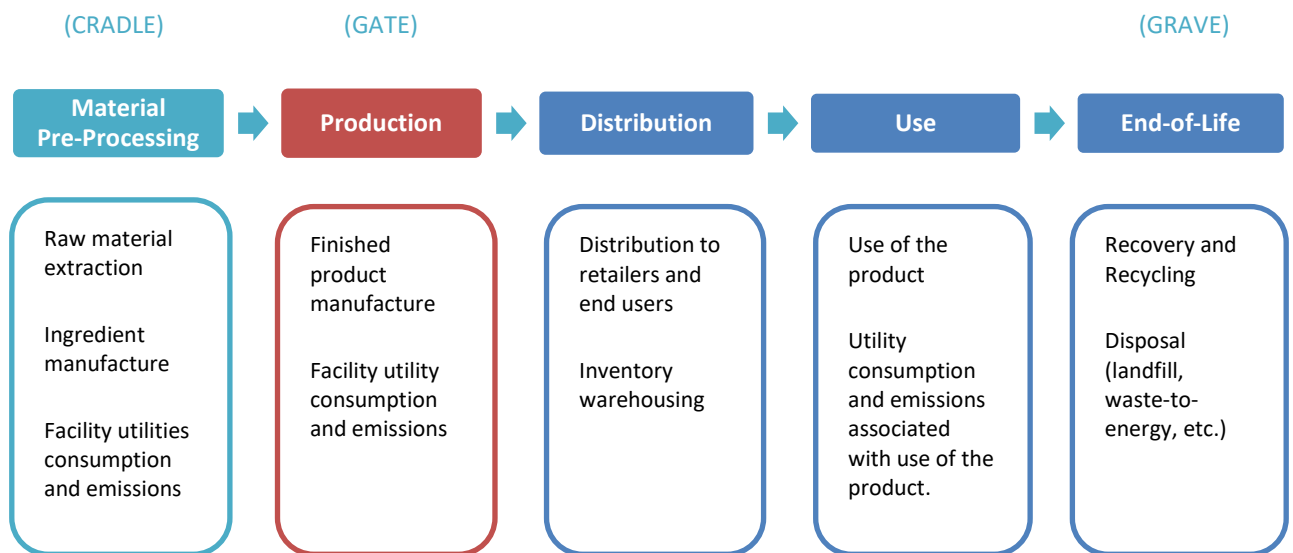 (CRADLE)
(GATE)
(GRAVE)
Material
Pre-Processing
Production
Distribution
Use
End-of-Life
Raw material
extraction
Ingredient
manufacture
Facility utilities
consumption
and emissions
Finished
product
manufacture
Facility utility
consumption
and emissions
Distribution to
retailers and
end users
Inventory
warehousing
Use of the
product
Utility
consumption
and emissions
associated
with use of the
product.
Recovery and
Recycling
Disposal
(landfill,
waste-to-
energy, etc.)